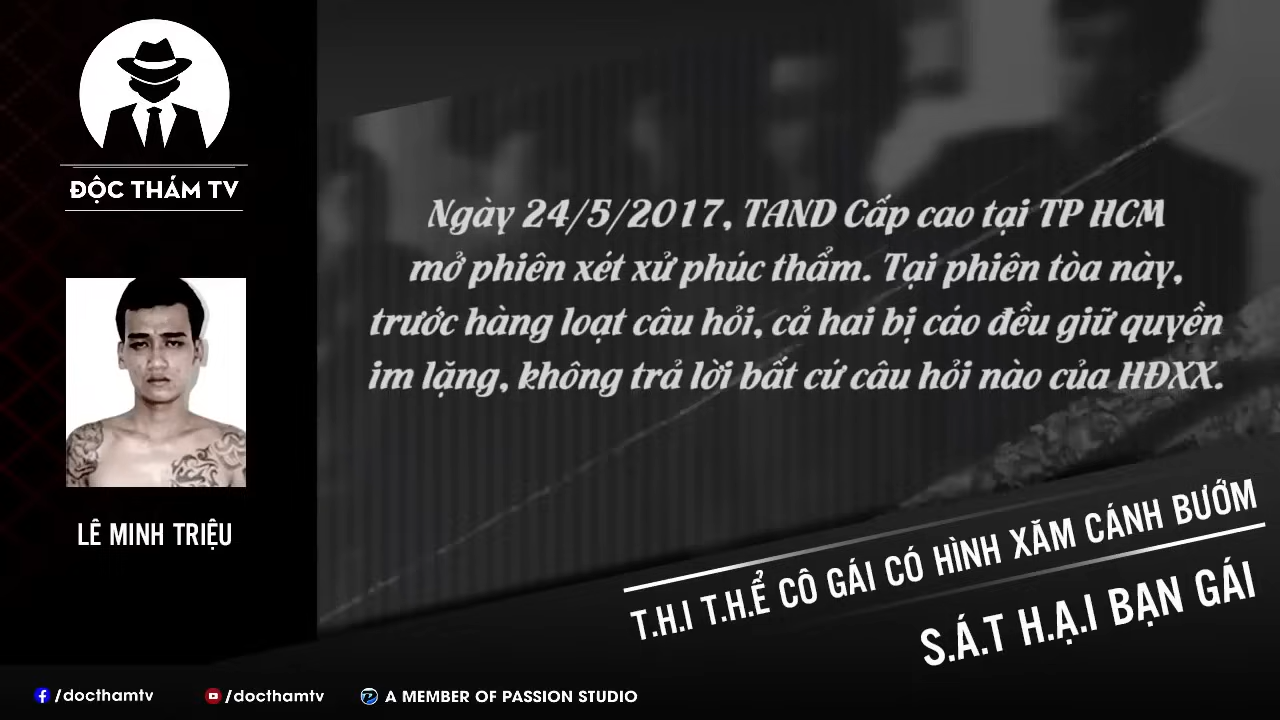 ĐỘC THÁM TV
LÊ MINH TRIỆU
Ngày 24/5/2017, TAND Cấp cao tại TP HCM
mở phiên xét xử phúc thẩm. Tại phiên tòa này,
trước hàng loạt câu hỏi, cả hai bị cáo đều giữ quyền
im lặng, không trả lời bất cứ câu hỏi nào của HĐXX.
T.H.I T.H.Ể CÔ GÁI CÓ HÌNH XĂM CÁNH BƯỚM
S.Á.T H.Ạ.I BẠN GÁI
/docthamtv
/docthamtv
A MEMBER OF PASSION STUDIO